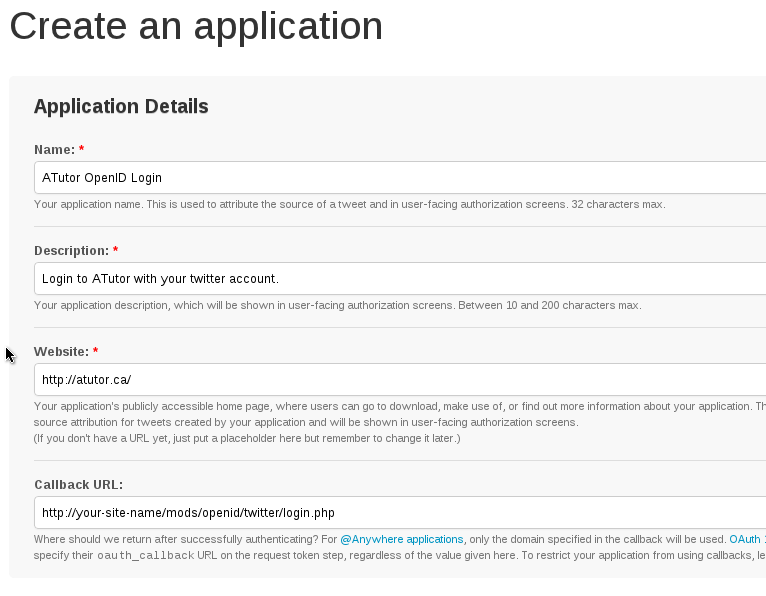 Create an application
Application Details
Name: *
ATutor OpenID Login
Your application name. This is used to attribute the source of a tweet and in user-facing authorization screens. 32 characters max.
Description: *
Login to ATutor with your twitter account.
Your application description, which will be shown in user-facing authorization screens. Between 10 and 200 characters max.
Website: *
http://atutor.ca/
Your application's publicly accessible home page, where users can go to download, make use of, or find out more information about your application. Th
source attribution for tweets created by your application and will be shown in user-facing authorization screens.
(If you don't have a URL yet, just put a placeholder here but remember to change it later.)
Callback URL:
http://your-site-name/mods/openid/twitter/login.php
Where should we return after successfully authenticating? For @Anywhere applications, only the domain specified in the callback will be used. OAuth
specify their oauth_callback URL on the request token step, regardless of the value given here. To restrict your application from using callbacks, le